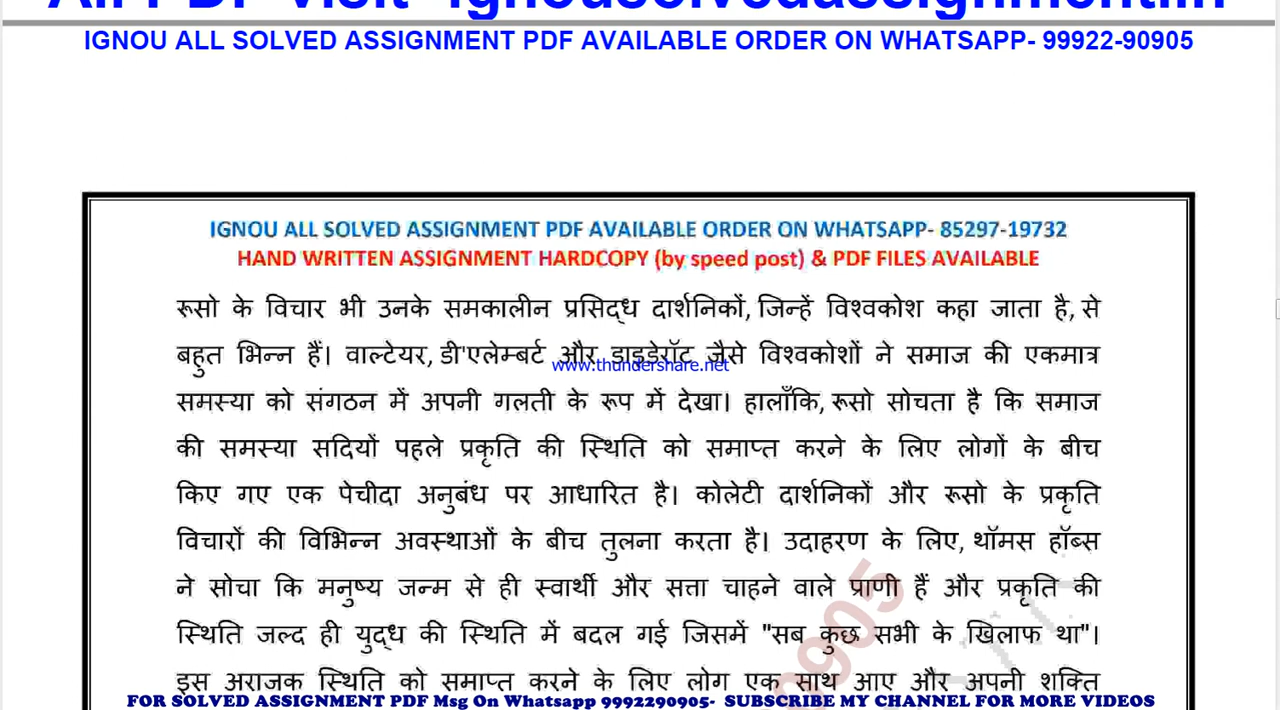 IGNOU ALL SOLVED ASSIGNMENT PDF AVAILABLE ORDER ON WHATSAPP- 99922-90905
IGNOU ALL SOLVED ASSIGNMENT PDF AVAILABLE ORDER ON WHATSAPP- 85297-19732
HAND WRITTEN ASSIGNMENT HARDCOPY (by speed post) & PDF FILES AVAILABLE
रूसो के विचार भी उनके समकालीन प्रसिद्ध दार्शनिकों, जिन्हें विश्वकोश कहा जाता है, से
बहुत भिन्न हैं। वाल्टेयर, डी'एलेम्बर्ट और डाइडेरॉट जैसे विश्वकोशों ने समाज की एकमात्र
www.thundershare.net
समस्या को संगठन में अपनी गलती के रूप में देखा। हालाँकि, रूसो सोचता है कि समाज
की समस्या सदियों पहले प्रकृति की स्थिति को समाप्त करने के लिए लोगों के बीच
किए गए एक पेचीदा अनुबंध पर आधारित है। कोलेटी दार्शनिकों और रूसो के प्रकृति
विचारों की विभिन्न अवस्थाओं के बीच तुलना करता है। उदाहरण के लिए, थॉमस हॉब्स
ने सोचा कि मनुष्य जन्म से ही स्वार्थी और सत्ता चाहने वाले प्राणी हैं और प्रकृति की
स्थिति जल्द ही युद्ध की स्थिति में बदल गई जिसमें "सब कुछ सभी के खिलाफ था"।
इस अराजक स्थिति को समाप्त करने के लिए लोग एक साथ आए और अपनी शक्ति
FOR SOLVED ASSIGNMENT PDF Msg On Whatsapp 9992290905- SUBSCRIBE MY CHANNEL FOR MORE VIDEOS